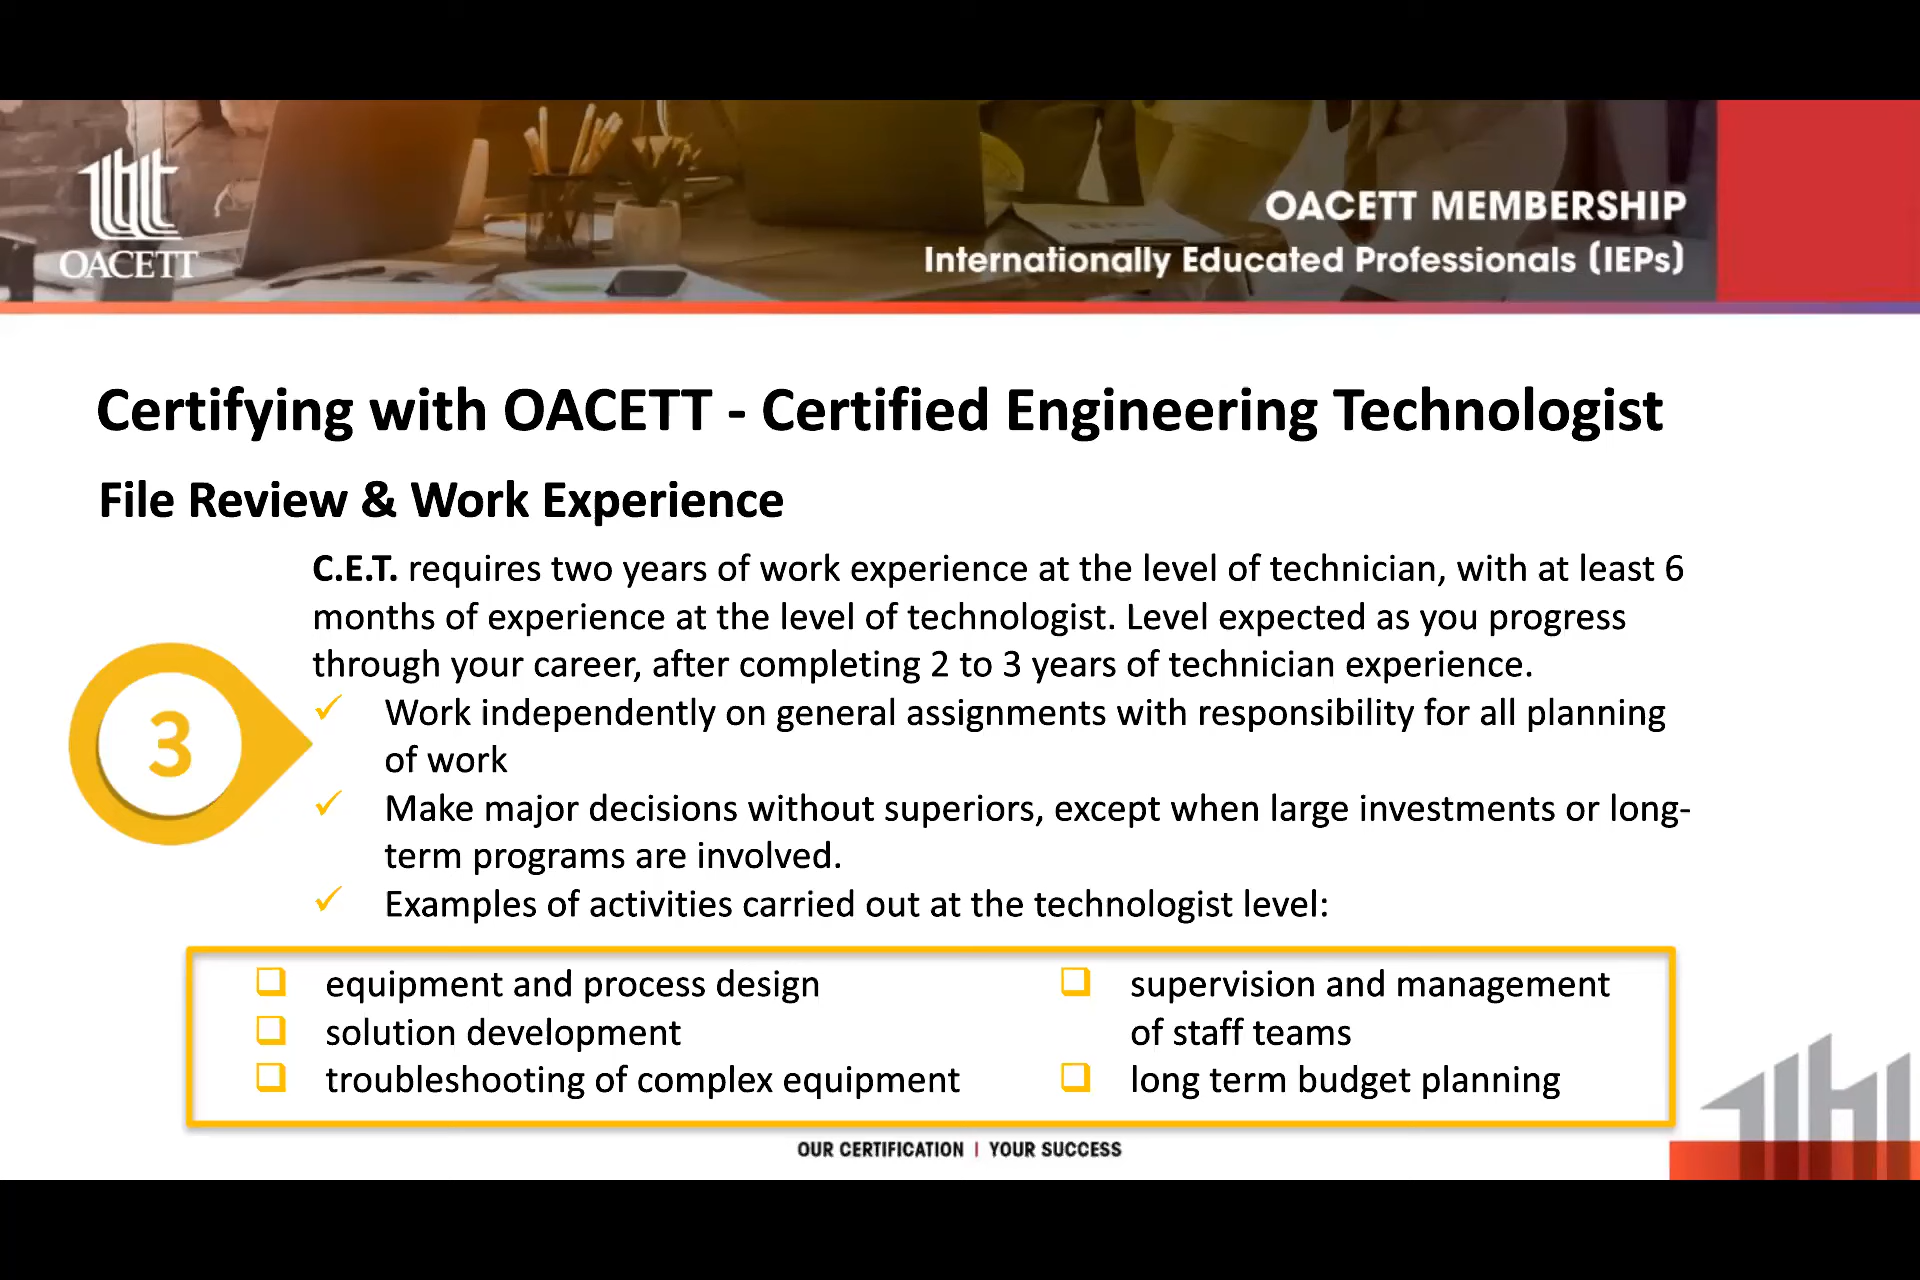 OACETT
OACETT MEMBERSHIP
Internationally Educated Professionals (IEPs)
Certifying with OACETT - Certified Engineering Technologist
File Review & Work Experience
3
C.E.T. requires two years of work experience at the level of technician, with at least 6
months of experience at the level of technologist. Level expected as you progress
through your career, after completing 2 to 3 years of technician experience.
✓ Work independently on general assignments with responsibility for all planning
of work
✓ Make major decisions without superiors, except when large investments or long-
term programs are involved.
✓ Examples of activities carried out at the technologist level:
❑ equipment and process design
❑ solution development
❑ troubleshooting of complex equipment
❑ supervision and management
of staff teams
❑ long term budget planning
OUR CERTIFICATION | YOUR SUCCESS